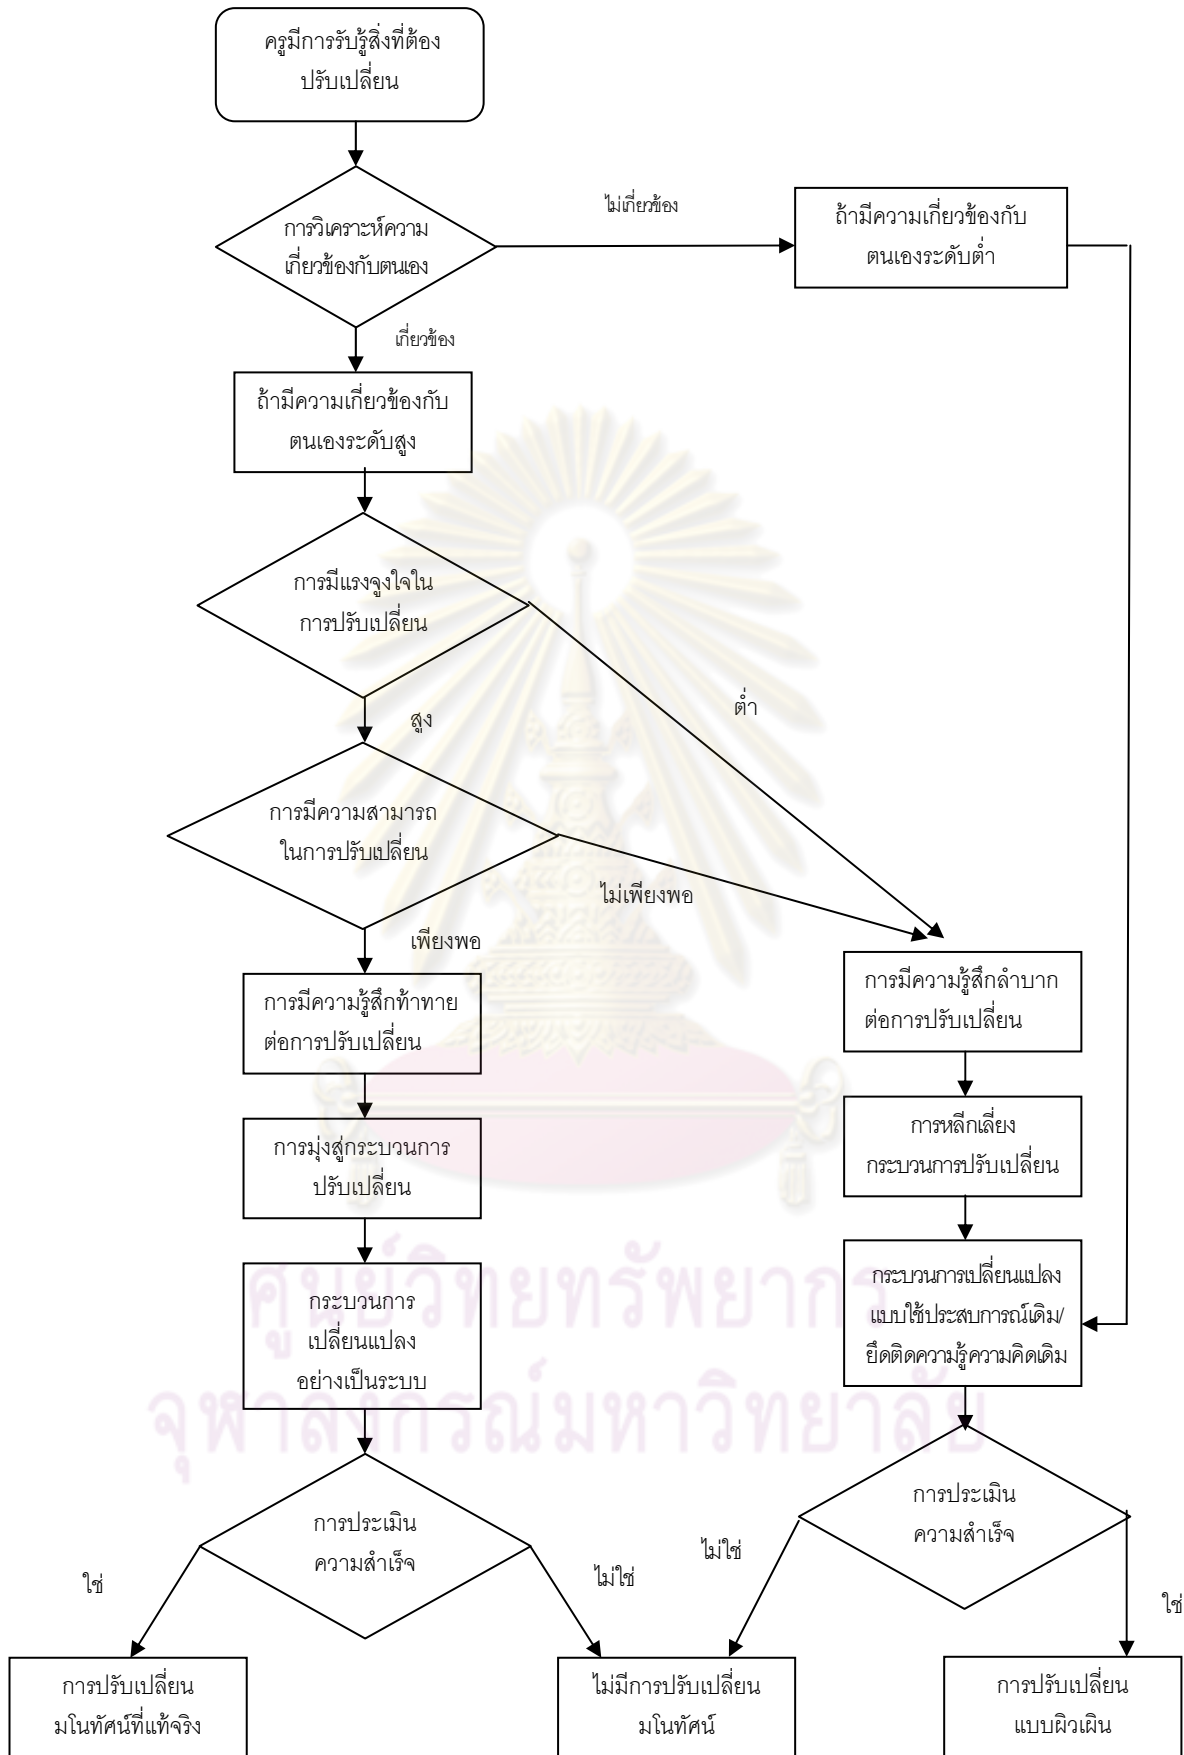 ครูมีการรับรู้สิ่งที่ต้อง
ปรับเปลี่ยน
การวิเคราะห์ความ
เกี่ยวข้องกับตนเอง
ไม่เกี่ยวข้อง
ถ้ามีความเกี่ยวข้องกับ
ตนเองระดับต่ำ
เกี่ยวข้อง
ถ้ามีความเกี่ยวข้องกับ
ตนเองระดับสูง
การมีแรงจูงใจใน
การปรับเปลี่ยน
ต่ำ
สูง
การมีความสามารถ
ในการปรับเปลี่ยน
ไม่เพียงพอ
เพียงพอ
การมีความรู้สึกท้าทาย
ต่อการปรับเปลี่ยน
การมีความรู้สึกลำบาก
ต่อการปรับเปลี่ยน
การมุ่งสู่กระบวนการ
ปรับเปลี่ยน
การหลีกเลี่ยง
กระบวนการปรับเปลี่ยน
กระบวนการ
เปลี่ยนแปลง
อย่างเป็นระบบ
กระบวนการเปลี่ยนแปลง
แบบใช้ประสบการณ์เดิม/
ยึดติดความรู้ความคิดเดิม
ศูนย์วิทยทรัพยากร
จุฬาลงกรณ์มหาวิทยาลัย
การประเมิน
ความสำเร็จ
การประเมิน
ความสำเร็จ
ใช่
ไม่ใช่
ไม่ใช่
ใช่
การปรับเปลี่ยน
มโนทัศน์ที่แท้จริง
ไม่มีการปรับเปลี่ยน
มโนทัศน์
การปรับเปลี่ยน
แบบผิวเผิน